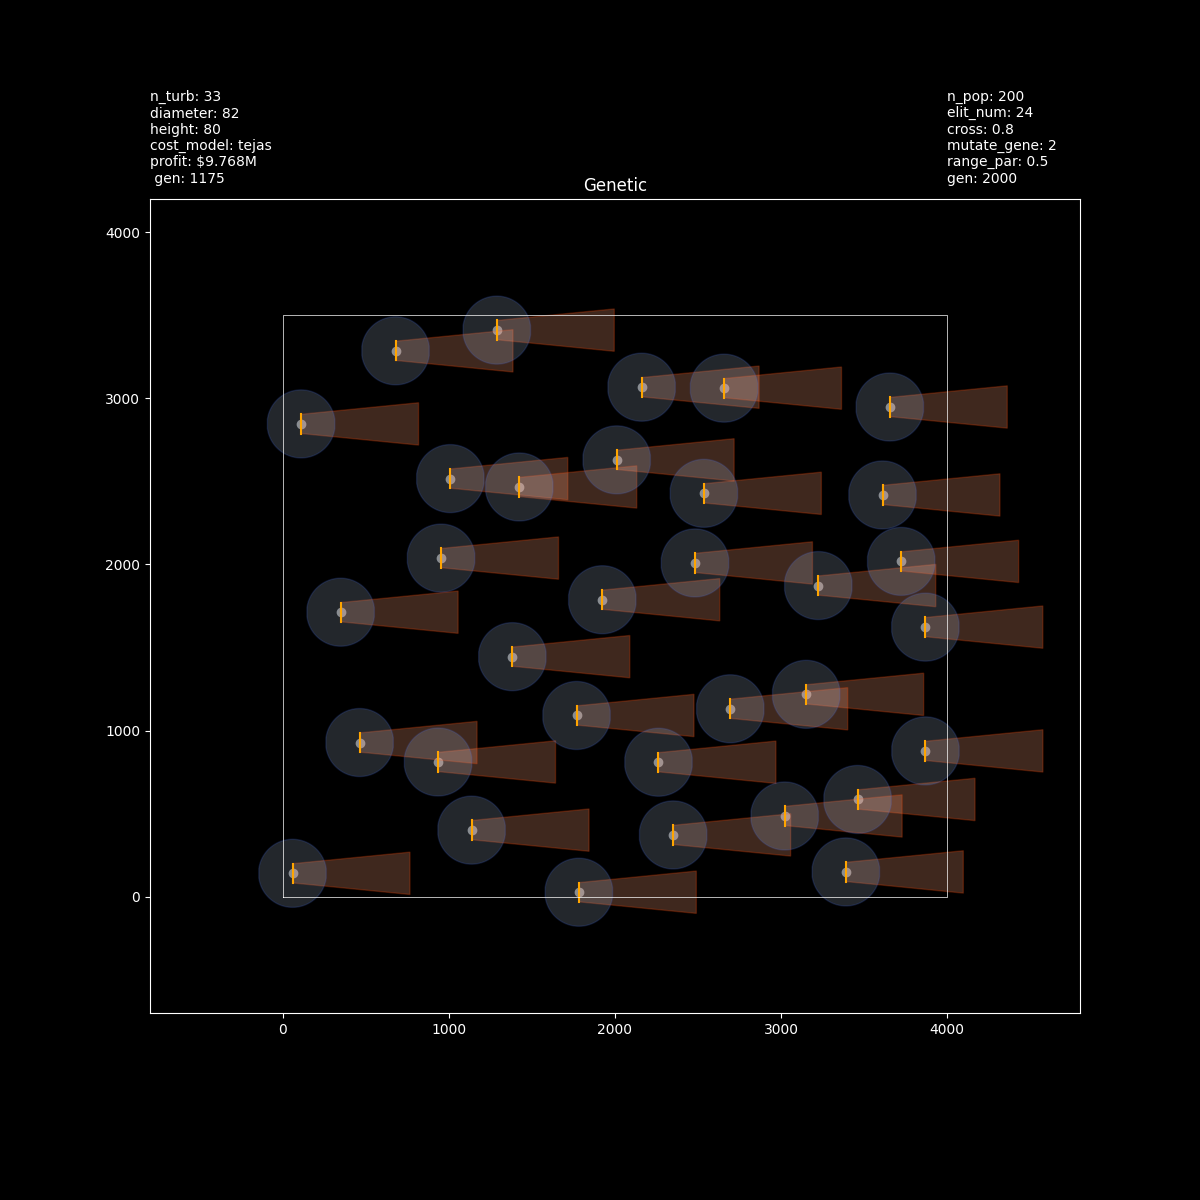 n_turb: 33
diameter: 82
height: 80
cost_model: tejas
profit: $9.768M
gen: 1175
n_pop: 200
elit_num: 24
cross: 0.8
mutate_gene: 2
range_par: 0.5
gen: 2000
Genetic
4000
3000
2000
1000
0
0
1000
2000
3000
4000